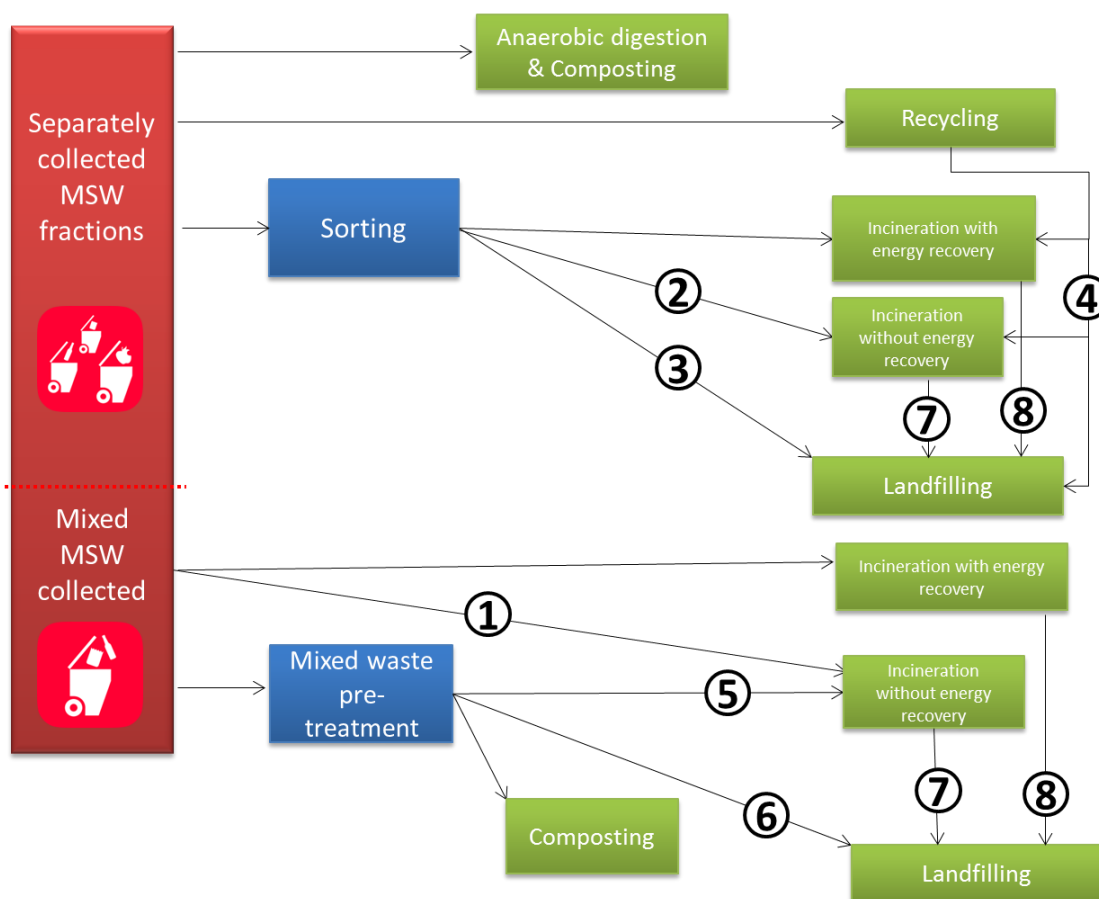 Anaerobic digestion
& Composting
Recycling
Separately
collected
MSW
fractions
Sorting
Incineration with
energy recovery
②
④
Incineration
without energy
recovery
③
⑦
⑧
Landfilling
Mixed
MSW
collected
Incineration with energy
recovery
①
Mixed waste
pre-
treatment
⑤
Incineration
without energy
recovery
⑦
⑧
⑥
Composting
Landfilling